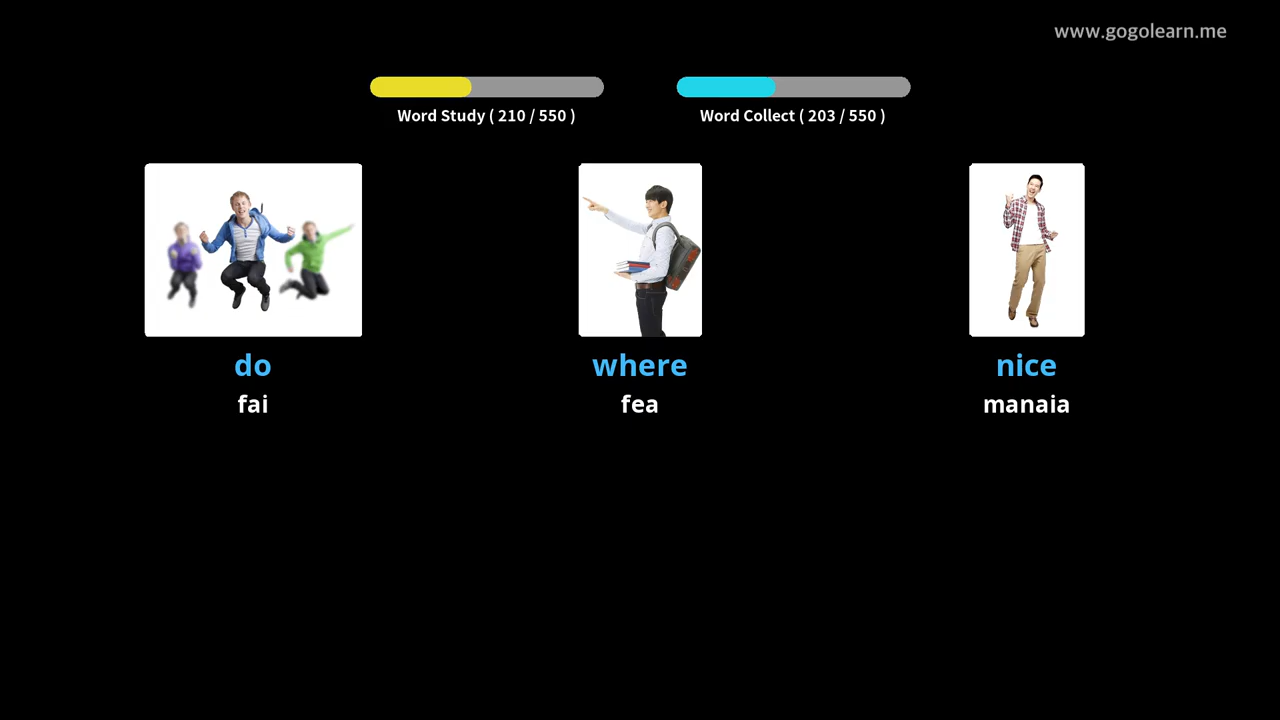 www.gogolearn.me
Word Study ( 210 / 550 )
Word Collect ( 203 / 550 )
do
where
nice
fai
fea
manaia